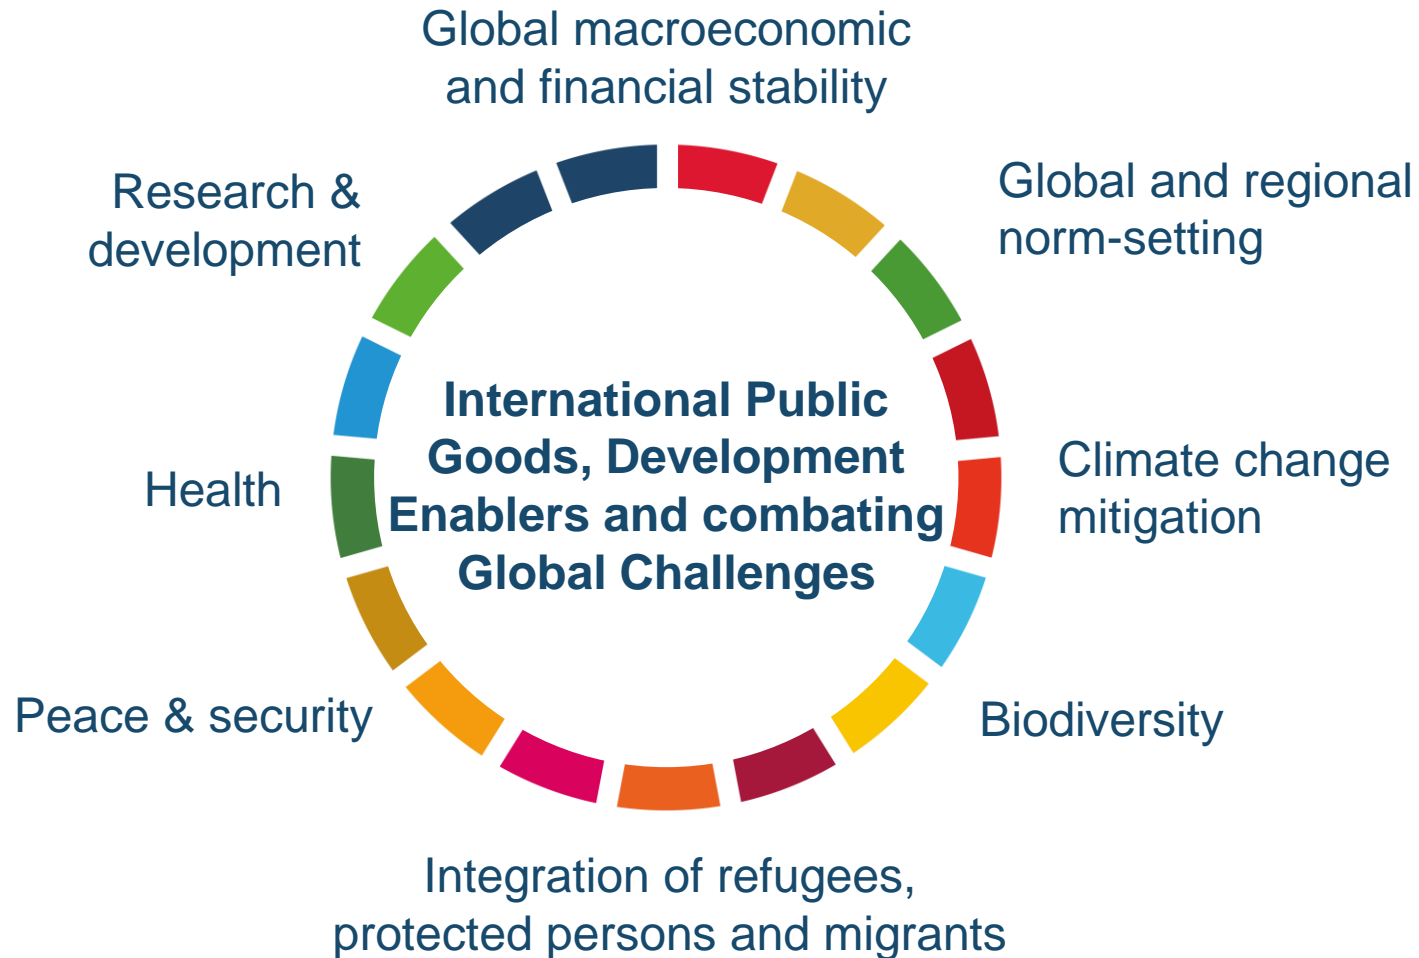 Global macroeconomic
and financial stability
Global and regional
norm-setting
Climate change
mitigation
Biodiversity
Integration of refugees,
protected persons and migrants
Peace & security
Health
Research &
development
International Public
Goods, Development
Enablers and combating
Global Challenges